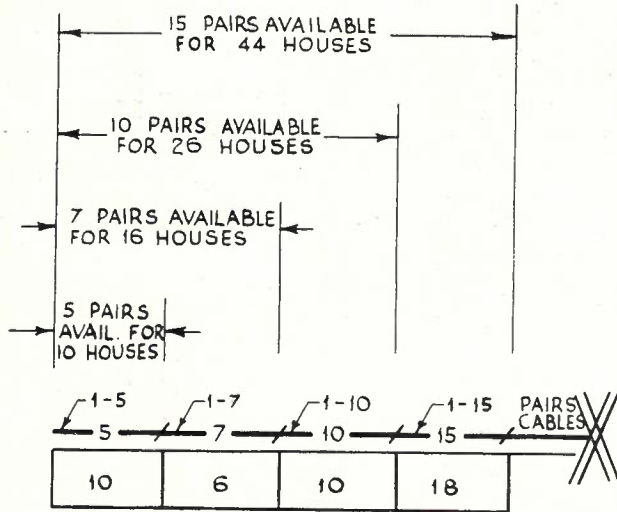 15 PAIRS AVAILABLE
FOR 44 HOUSES
10 PAIRS AVAILABLE
FOR 26 HOUSES
7 PAIRS AVAILABLE
FOR 16 HOUSES
5 PAIRS
AVAIL. FOR
10 HOUSES
1-5 1-7 1-10 1-15 PAIRS
5 7 10 15 CABLES
10 6 10 18